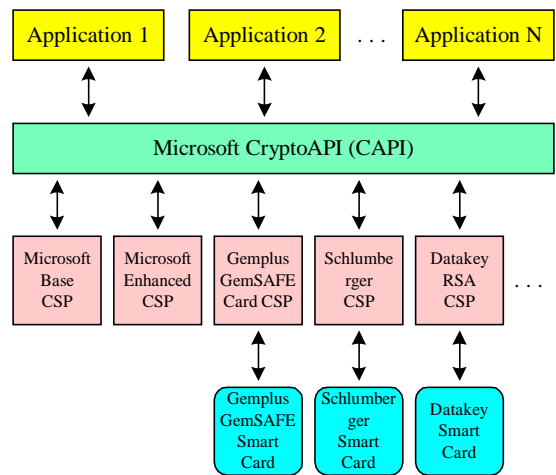 Application 1
Application 2
. . .
Application N
Microsoft CryptoAPI (CAPI)
Microsoft
Base
CSP
Microsoft
Enhanced
CSP
Gemplus
GemSAFE
Card CSP
Schlumbe
rger
CSP
Datakey
RSA
CSP
. . .
Gemplus
GemSAFE
Smart
Card
Schlumber
ger
Smart
Card
Datakey
Smart
Card